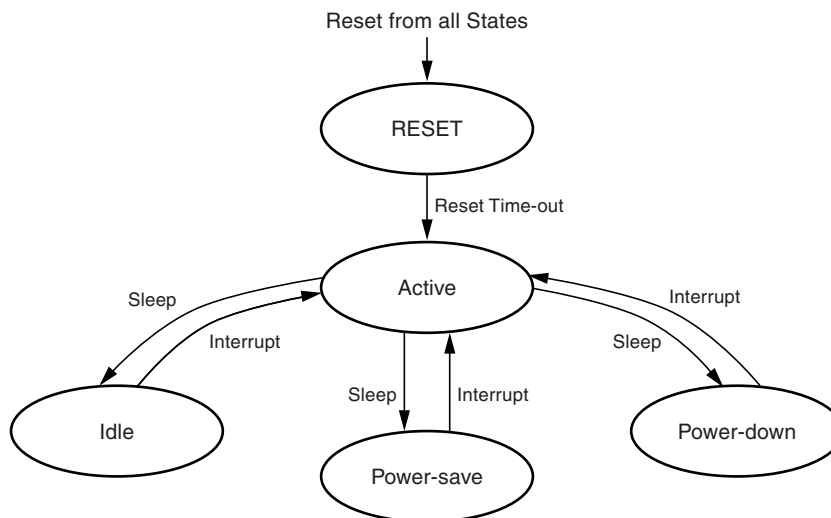 Reset from all States
RESET
Reset Time-out
Active
Sleep
Interrupt
Sleep
Interrupt
Interrupt
Sleep
Idle
Power-save
Power-down